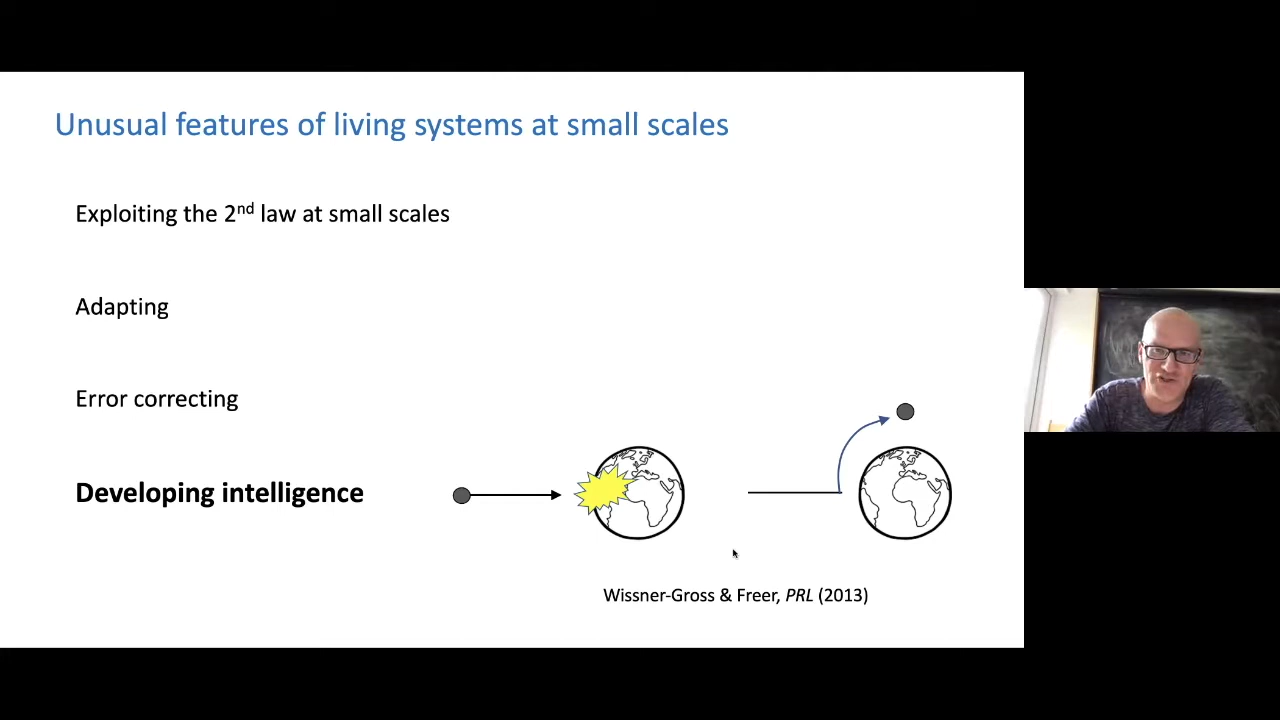 Unusual features of living systems at small scales
Exploiting the 2nd law at small scales
Adapting
Error correcting
Developing intelligence
Wissner-Gross & Freer, PRL (2013)